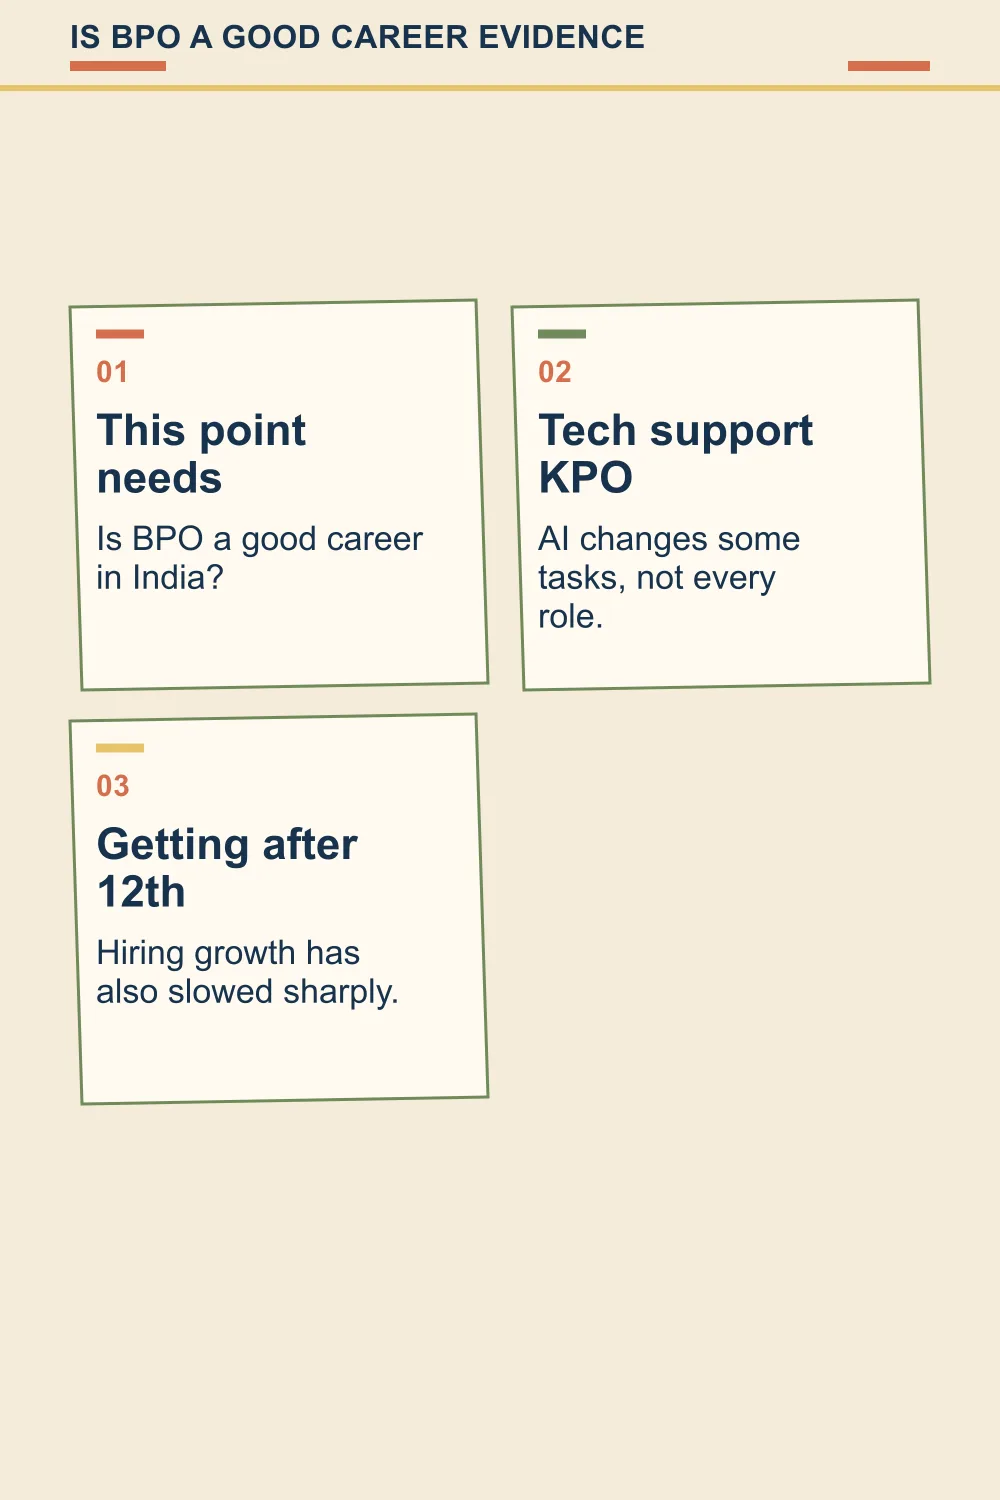 IS BPO A GOOD CAREER EVIDENCE
01
This point
needs
Is BPO a good career
in India?
02
Tech support
KPO
AI changes some
tasks, not every
role.
03
Getting after
12th
Hiring growth has
also slowed sharply.